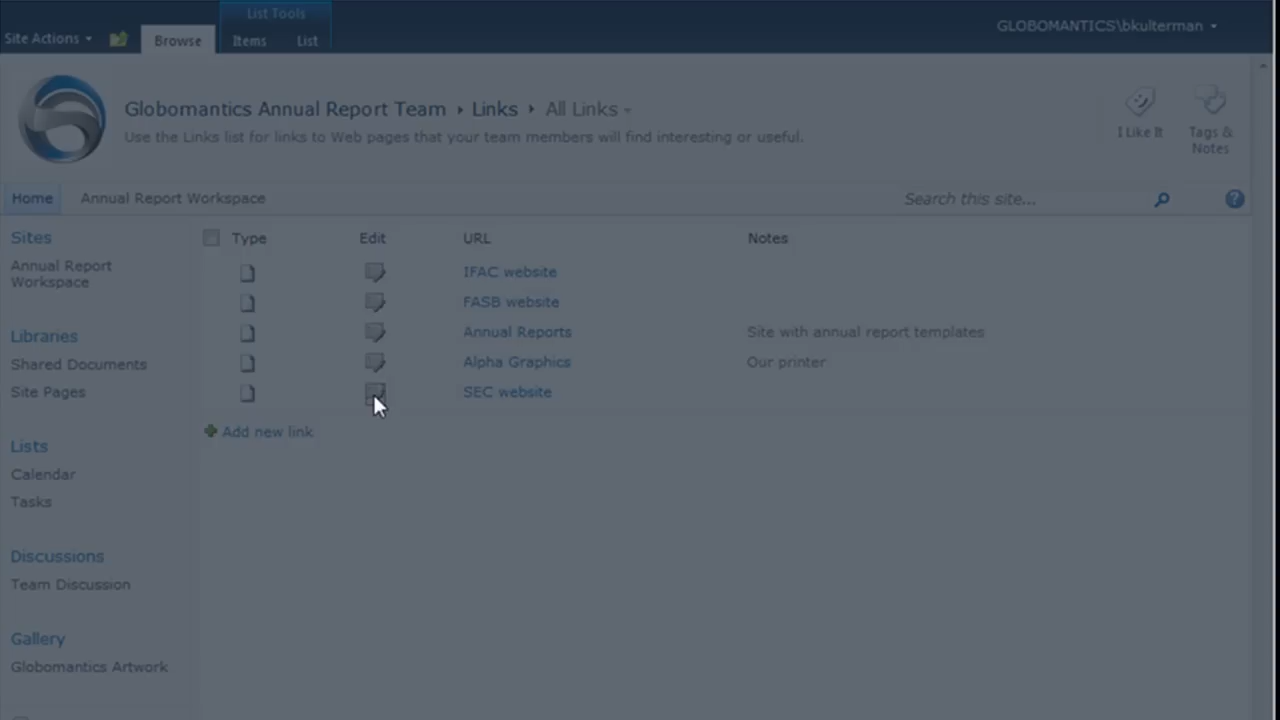 List Tools
Site Actions
Browse
Items
List
GLOBOMANTICS\bkulterman
Globomantics Annual Report Team
Links
All Links
Use the Links list for links to Web pages that your team members will find interesting or useful.
I Like It
Tags &
Notes
Home
Annual Report Workspace
Search this site...
Sites
Annual Report
Workspace
Libraries
Shared Documents
Site Pages
Lists
Calendar
Tasks
Discussions
Team Discussion
Gallery
Globomantics Artwork
Type Edit URL Notes
IFAC website
FASB website
Annual Reports Site with annual report templates
Alpha Graphics Our printer
SEC website
Add new link